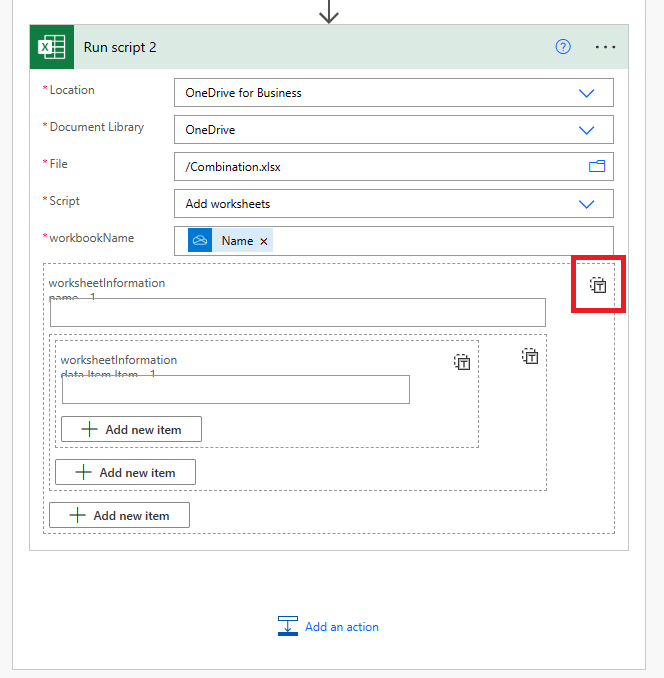 Run script 2
* Location
OneDrive for Business
* Document Library
OneDrive
* File
/Combination.xlsx
* Script
Add worksheets
* workbookName
Name ×
worksheetInformation
name - 1
worksheetInformation
data Item Item - 1
Add new item
Add new item
Add new item
Add an action